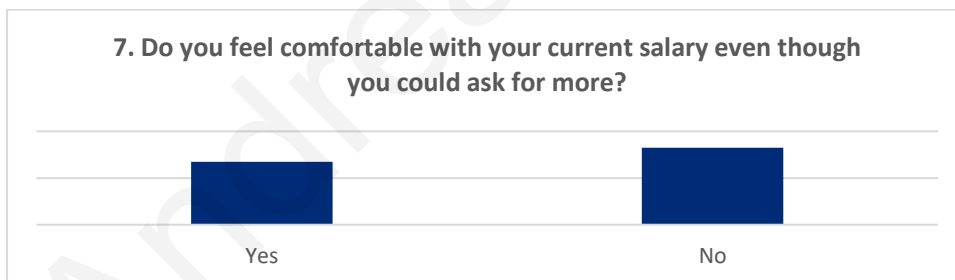 7. Do you feel comfortable with your current salary even though
you could ask for more?
Yes
No